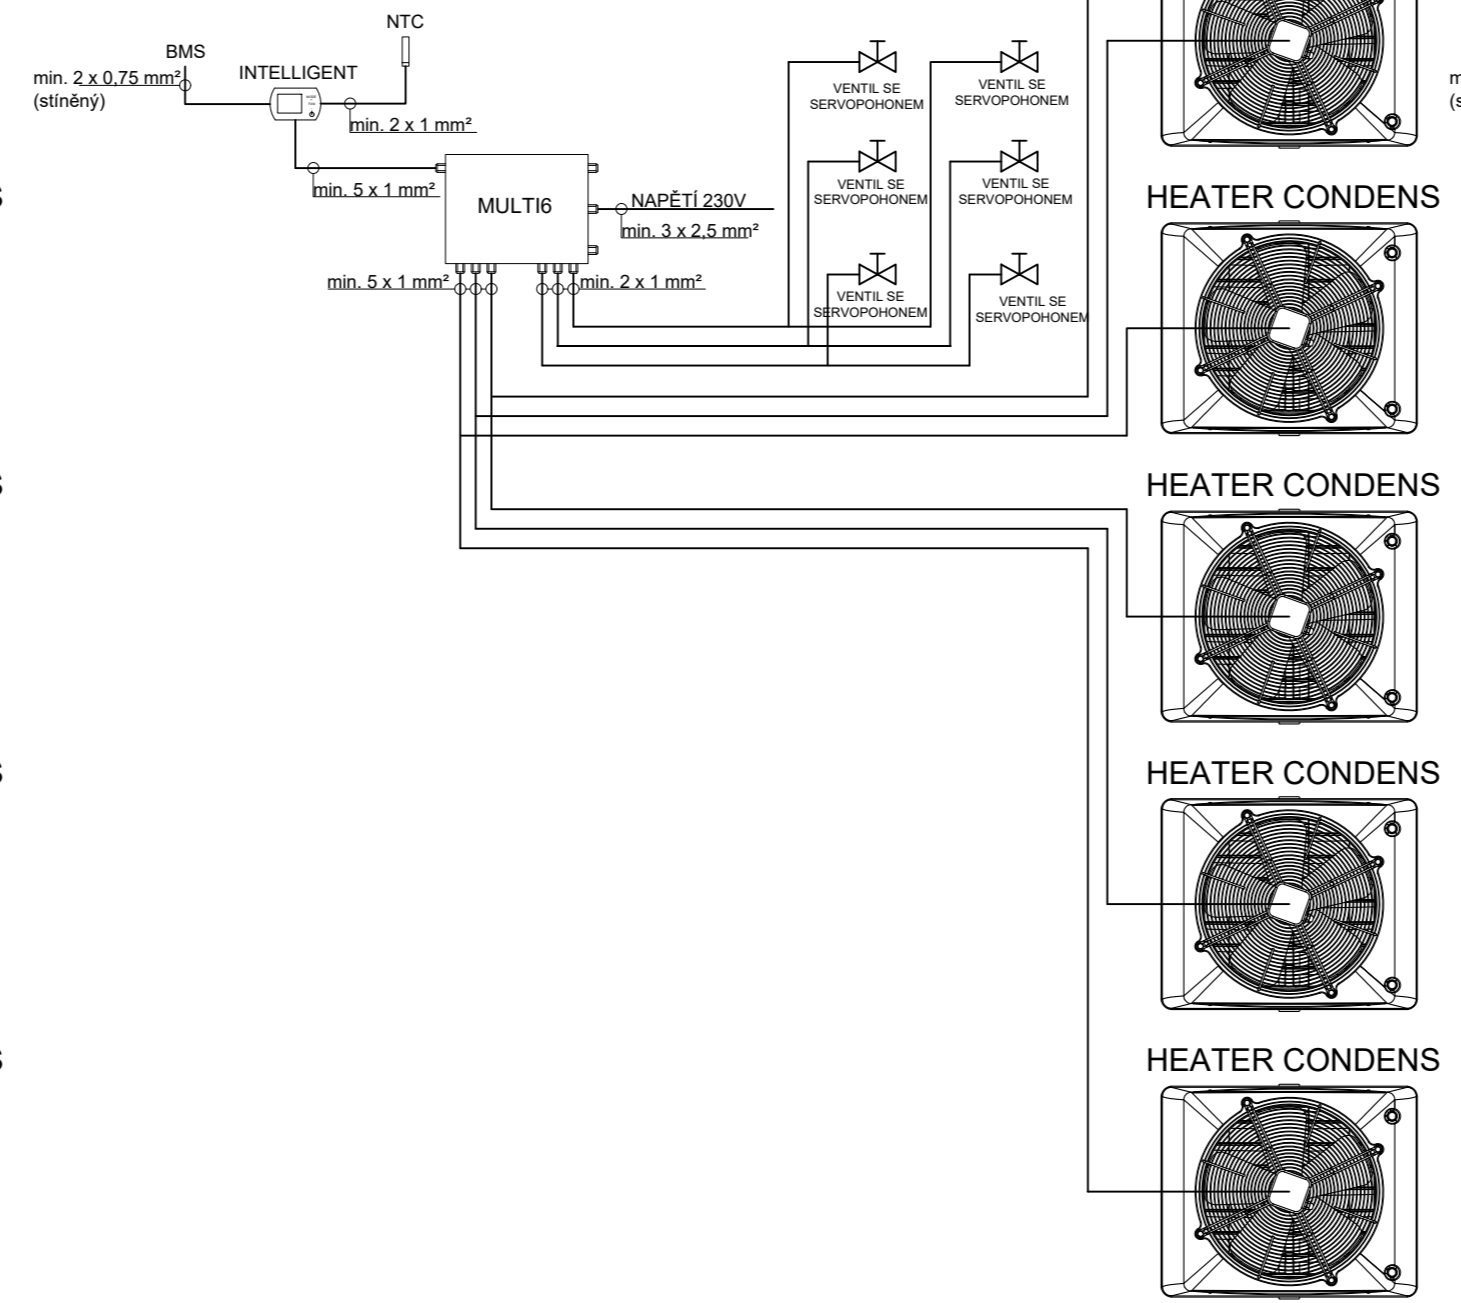 NTC
BMS
min. 2 x 0,75 mm²
(stíněný)
INTELLIGENT
min. 2 x 1 mm²
min. 5 x 1 mm²
MULTI6
NAPĚTÍ 230V
min. 3 x 2,5 mm²
min. 5 x 1 mm²
min. 2 x 1 mm²
VENTIL SE
SERVOPOHONEM
VENTIL SE
SERVOPOHONEM
VENTIL SE
SERVOPOHONEM
VENTIL SE
SERVOPOHONEM
VENTIL SE
SERVOPOHONEM
VENTIL SE
SERVOPOHONEM
HEATER CONDENS
HEATER CONDENS
HEATER CONDENS
HEATER CONDENS